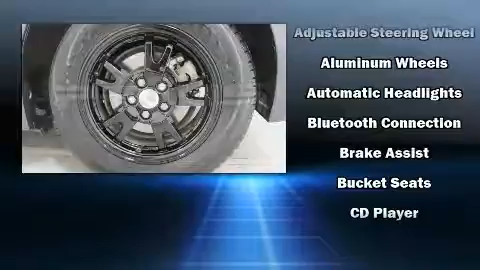 Adjustable Steering Wheel
Aluminum Wheels
Automatic Headlights
Bluetooth Connection
Brake Assist
Bucket Seats
CD Player